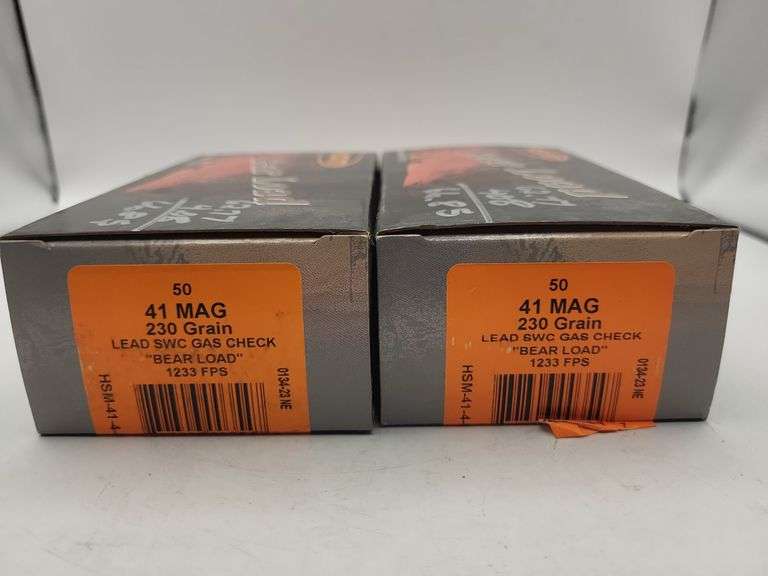 50
41 MAG
230 Grain
LEAD SWC GAS CHECK
"BEAR LOAD"
1233 FPS
HSM-41-4-
0134-23 NE
50
41 MAG
230 Grain
LEAD SWC GAS CHECK
"BEAR LOAD"
1233 FPS
HSM-41-4-
0134-23 NE